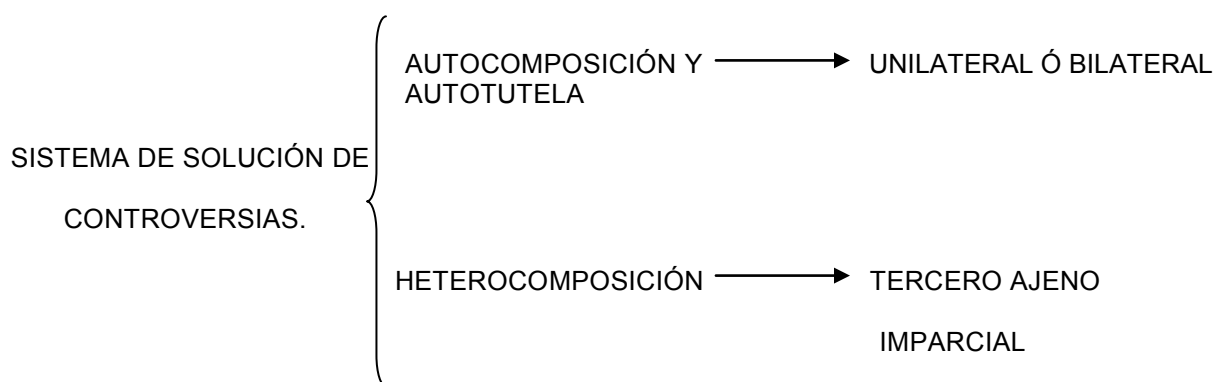 SISTEMA DE SOLUCIÓN DE
CONTROVERSIAS.
AUTOCOMPOSICIÓN Y
AUTOTUTELA
UNILATERAL Ó BILATERAL
HETEROCOMPOSICIÓN
TERCERO AJENO
IMPARCIAL